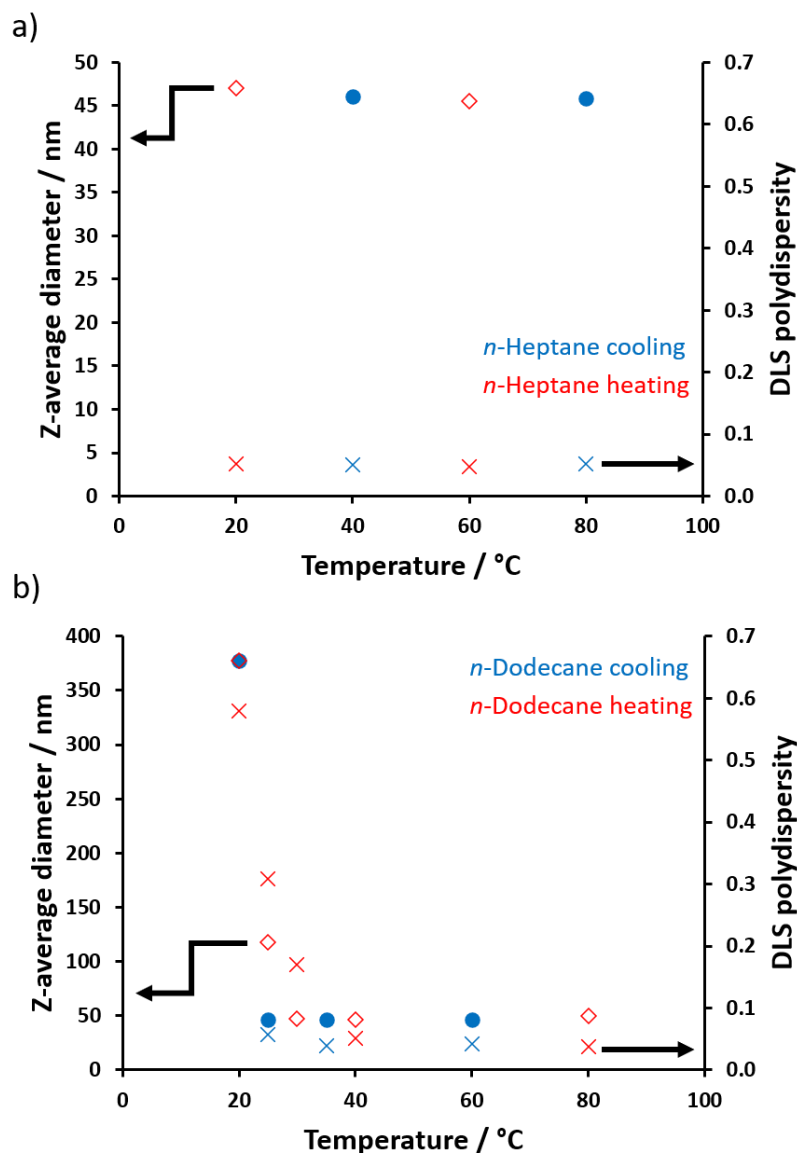 a)
50
45
40
35
30
25
20
15
10
5
0
Z-average diameter / nm
0.7
0.6
0.5
0.4
0.3
0.2
0.1
0.0
DLS polydispersity
n-Heptane cooling
n-Heptane heating
0 20 40 60 80 100
Temperature / °C
b)
400
350
300
250
200
150
100
50
0
Z-average diameter / nm
0.7
0.6
0.5
0.4
0.3
0.2
0.1
0.0
DLS polydispersity
n-Dodecane cooling
n-Dodecane heating
0 20 40 60 80 100
Temperature / °C